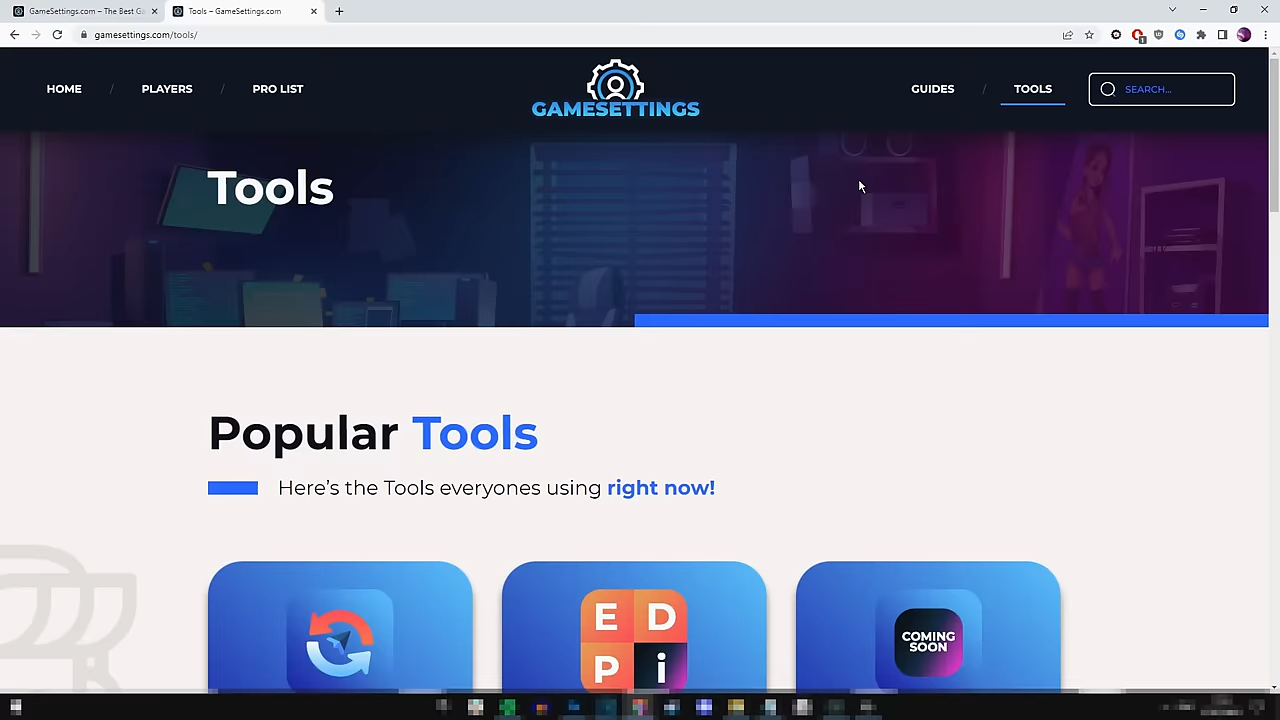 GameSettings.com – The Best Ga
Tools – GameSettings.com
gamesettings.com/tools/
1
HOME / PLAYERS / PRO LIST
GAMESETTINGS
GUIDES / TOOLS
SEARCH...
Tools
Popular Tools
Here's the Tools everyones using right now!
E D
P i
COMING
SOON